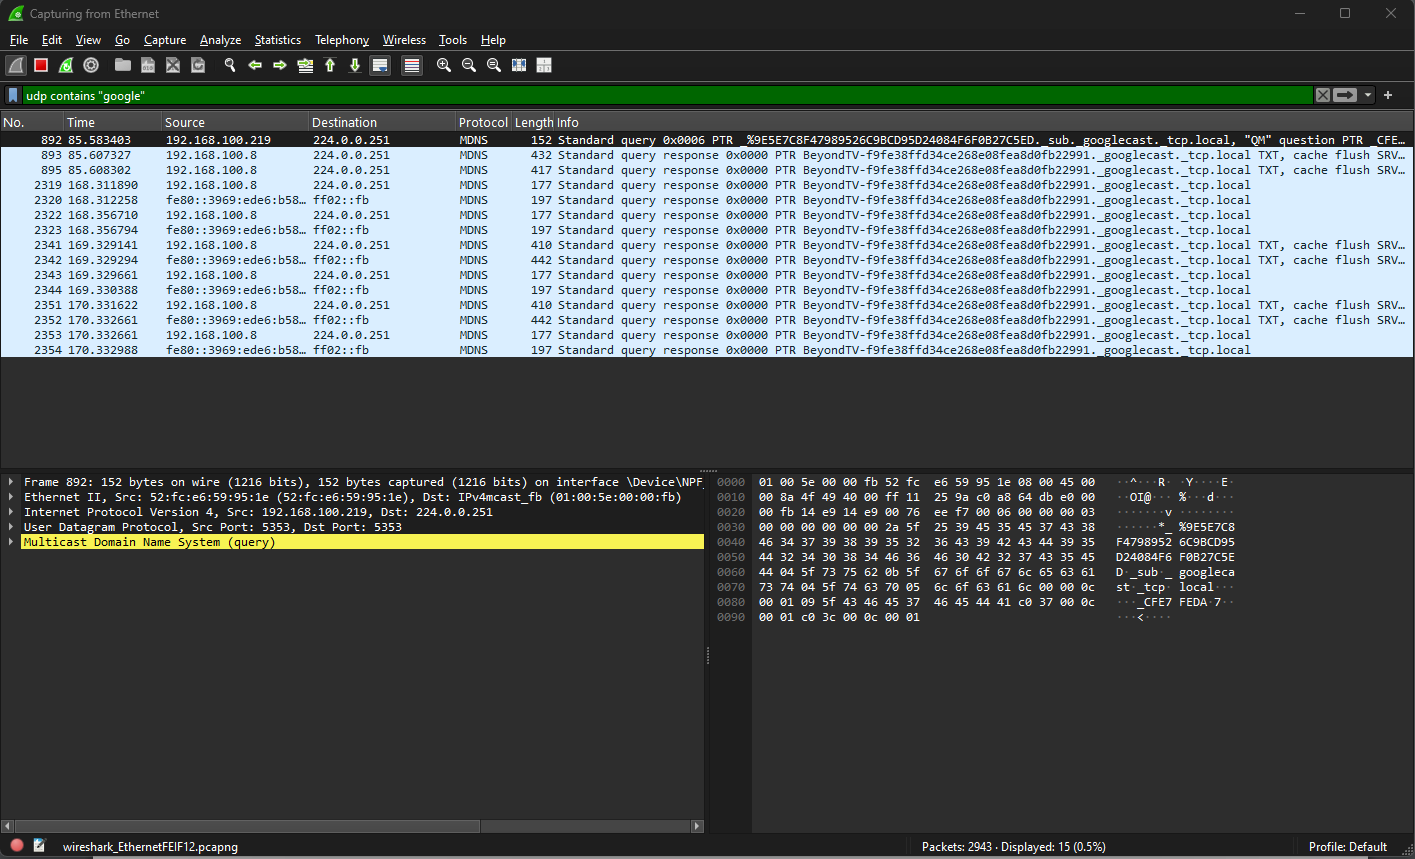 Capturing from Ethernet
File Edit View Go Capture Analyze Statistics Telephony Wireless Tools Help
udp contains "google"
No. Time Source Destination Protocol Length Info
892 85.583403 192.168.100.219 224.0.0.251 MDNS 152 Standard query 0x0006 PTR _%9E5E7C8F47989526C9BCD95D24084F6F0B27C5ED._sub._googlecast._tcp.local, "QM" question PTR _CFE…
893 85.607327 192.168.100.8 224.0.0.251 MDNS 432 Standard query response 0x0000 PTR BeyondTV-f9fe38ffd34ce268e08fea8d0fb22991._googlecast._tcp.local TXT, cache flush SRV…
895 85.608302 192.168.100.8 224.0.0.251 MDNS 417 Standard query response 0x0000 PTR BeyondTV-f9fe38ffd34ce268e08fea8d0fb22991._googlecast._tcp.local TXT, cache flush SRV…
2319 168.311890 192.168.100.8 224.0.0.251 MDNS 177 Standard query response 0x0000 PTR BeyondTV-f9fe38ffd34ce268e08fea8d0fb22991._googlecast._tcp.local
2320 168.312258 fe80::3969:ede6:b58… ff02::fb MDNS 197 Standard query response 0x0000 PTR BeyondTV-f9fe38ffd34ce268e08fea8d0fb22991._googlecast._tcp.local
2322 168.356710 192.168.100.8 224.0.0.251 MDNS 177 Standard query response 0x0000 PTR BeyondTV-f9fe38ffd34ce268e08fea8d0fb22991._googlecast._tcp.local
2323 168.356794 fe80::3969:ede6:b58… ff02::fb MDNS 197 Standard query response 0x0000 PTR BeyondTV-f9fe38ffd34ce268e08fea8d0fb22991._googlecast._tcp.local
2341 169.329141 192.168.100.8 224.0.0.251 MDNS 410 Standard query response 0x0000 PTR BeyondTV-f9fe38ffd34ce268e08fea8d0fb22991._googlecast._tcp.local TXT, cache flush SRV…
2342 169.329294 fe80::3969:ede6:b58… ff02::fb MDNS 442 Standard query response 0x0000 PTR BeyondTV-f9fe38ffd34ce268e08fea8d0fb22991._googlecast._tcp.local TXT, cache flush SRV…
2343 169.329661 192.168.100.8 224.0.0.251 MDNS 177 Standard query response 0x0000 PTR BeyondTV-f9fe38ffd34ce268e08fea8d0fb22991._googlecast._tcp.local
2344 169.330388 fe80::3969:ede6:b58… ff02::fb MDNS 197 Standard query response 0x0000 PTR BeyondTV-f9fe38ffd34ce268e08fea8d0fb22991._googlecast._tcp.local
2351 170.331622 192.168.100.8 224.0.0.251 MDNS 410 Standard query response 0x0000 PTR BeyondTV-f9fe38ffd34ce268e08fea8d0fb22991._googlecast._tcp.local TXT, cache flush SRV…
2352 170.332661 fe80::3969:ede6:b58… ff02::fb MDNS 442 Standard query response 0x0000 PTR BeyondTV-f9fe38ffd34ce268e08fea8d0fb22991._googlecast._tcp.local TXT, cache flush SRV…
2353 170.332661 192.168.100.8 224.0.0.251 MDNS 177 Standard query response 0x0000 PTR BeyondTV-f9fe38ffd34ce268e08fea8d0fb22991._googlecast._tcp.local
2354 170.332988 fe80::3969:ede6:b58… ff02::fb MDNS 197 Standard query response 0x0000 PTR BeyondTV-f9fe38ffd34ce268e08fea8d0fb22991._googlecast._tcp.local
Frame 892: 152 bytes on wire (1216 bits), 152 bytes captured (1216 bits) on interface \Device\NPF_
Ethernet II, Src: 52:fc:e6:59:95:1e (52:fc:e6:59:95:1e), Dst: IPv4mcast_fb (01:00:5e:00:00:fb)
Internet Protocol Version 4, Src: 192.168.100.219, Dst: 224.0.0.251
User Datagram Protocol, Src Port: 5353, Dst Port: 5353
Multicast Domain Name System (query)
0000 01 00 5e 00 00 fb 52 fc e6 59 95 1e 08 00 45 00 ··^···R· ·Y····E·
0010 00 8a 4f 49 40 00 ff 11 25 9a c0 a8 64 db e0 00 ··OI@··· %···d···
0020 00 fb 14 e9 14 e9 00 76 ee f7 00 06 00 00 00 03 ·······v ········
0030 00 00 00 00 00 00 2a 5f 25 39 45 35 45 37 43 38 ······*_ %9E5E7C8
0040 46 34 37 39 38 39 35 32 36 43 39 42 43 44 39 35 F4798952 6C9BCD95
0050 44 32 34 30 38 34 46 36 46 30 42 32 37 43 35 45 D24084F6 F0B27C5E
0060 44 04 5f 73 75 62 0b 5f 67 6f 6f 67 6c 65 63 61 D·_sub·_ googleca
0070 73 74 04 5f 74 63 70 05 6c 6f 63 61 6c 00 00 0c st·_tcp· local···
0080 00 01 09 5f 43 46 45 37 46 45 44 41 c0 37 00 0c ···_CFE7 FEDA·7··
0090 00 01 c0 3c 00 0c 00 01 ···<····
wireshark_EthernetFEIF12.pcapng Packets: 2943 · Displayed: 15 (0.5%) Profile: Default